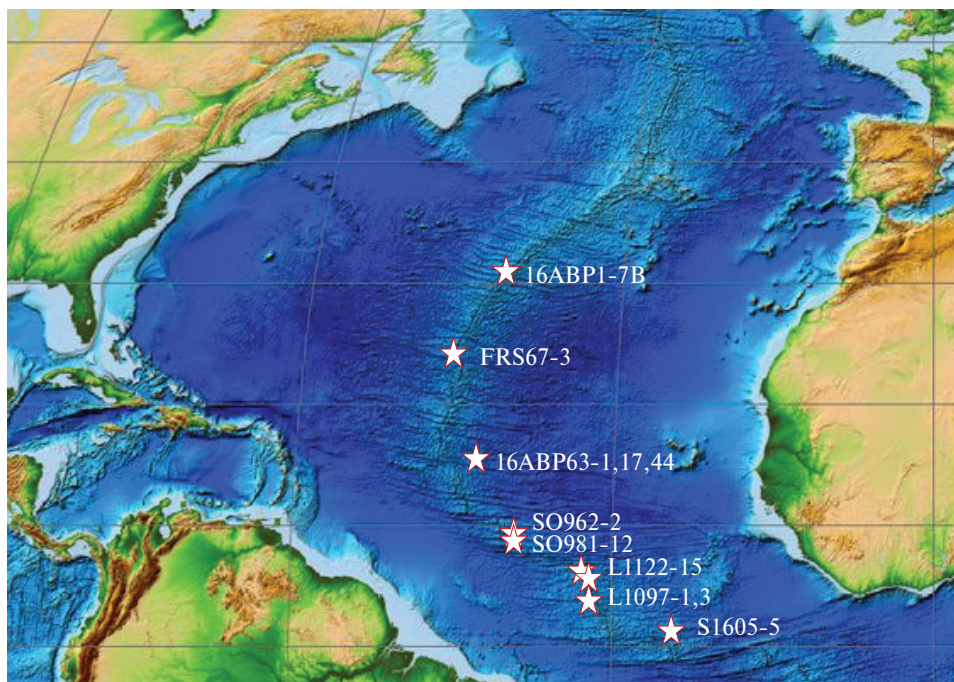 16ABP1-7B
FRS67-3
16ABP63-1,17,44
SO962-2
SO981-12
L1122-15
L1097-1,3
S1605-5